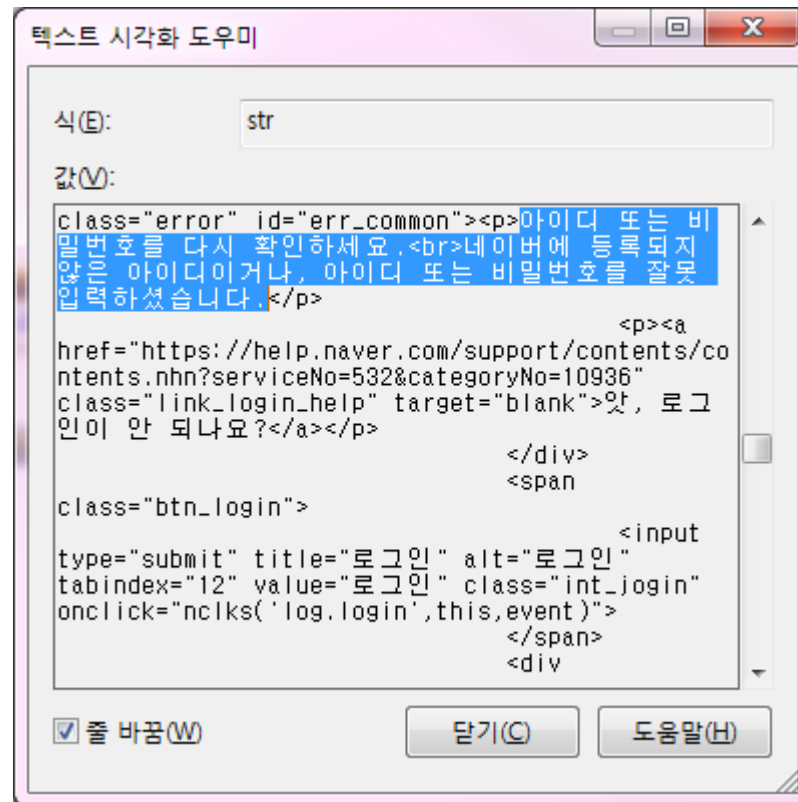 텍스트 시각화 도우미
식(E):
str
값(V):
class="error" id="err_common"><p>아이디 또는 비
밀번호를 다시 확인하세요.<br>네이버에 등록되지
않은 아이디이거나, 아이디 또는 비밀번호를 잘못
입력하셨습니다.</p>
<p><a
href="https://help.naver.com/support/contents/co
ntents.nhn?serviceNo=532&categoryNo=10936"
class="link_login_help" target="blank">앗, 로그
인이 안 되나요?</a></p>
</div>
<span
class="btn_login">
<input
type="submit" title="로그인" alt="로그인"
tabindex="12" value="로그인" class="int_jogin"
onclick="nclks('log.login',this,event)">
</span>
<div
줄 바꿈(W)
닫기(C)
도움말(H)